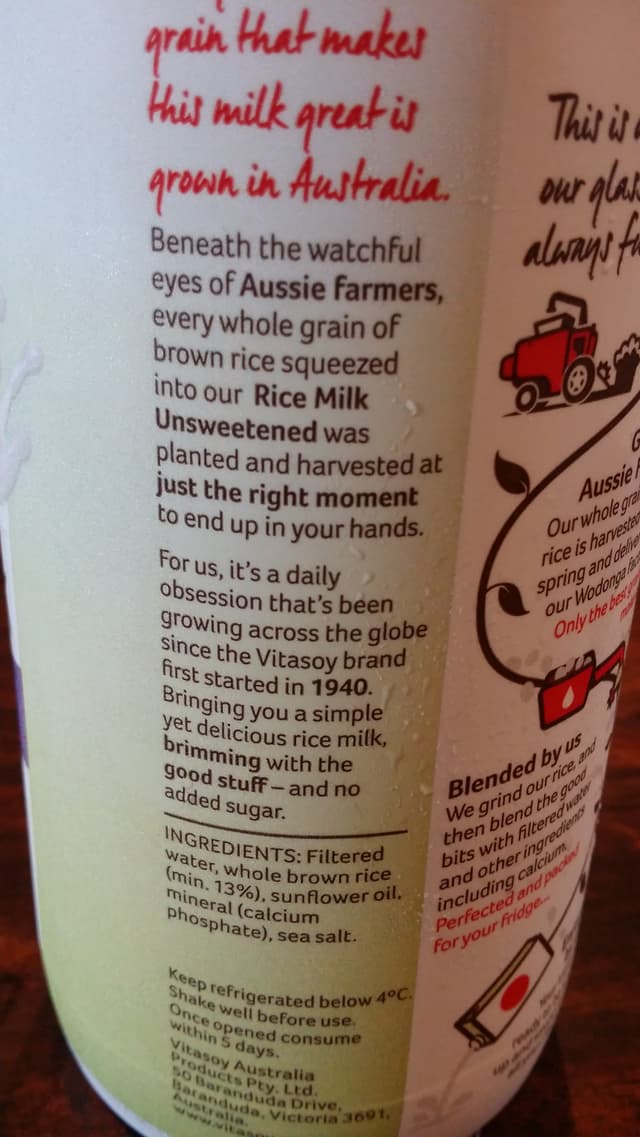 grain that makes
this milk great is
grown in Australia.
Beneath the watchful
eyes of Aussie farmers,
every whole grain of
brown rice squeezed
into our Rice Milk
Unsweetened was
planted and harvested at
just the right moment
to end up in your hands.
For us, it's a daily
obsession that's been
growing across the globe
since the Vitasoy brand
first started in 1940.
Bringing you a simple
yet delicious rice milk,
brimming with the
good stuff – and no
added sugar.
INGREDIENTS: Filtered
water, whole brown rice
(min. 13%), sunflower oil,
mineral (calcium
phosphate), sea salt.
Keep refrigerated below 4°C.
Shake well before use.
Once opened consume
within 5 days.
Vitasoy Australia
Products Pty. Ltd.
50 Baranduda Drive,
Baranduda, Victoria 3691,
Australia.
This is
our
always
Aussie
Our whole
rice is harvested
spring and
our Wodonga
Only the best
Blended by us
We grind our rice, and
then blend the good
bits with filtered water
and other ingredients
including calcium.
Perfected and packed
for your fridge...